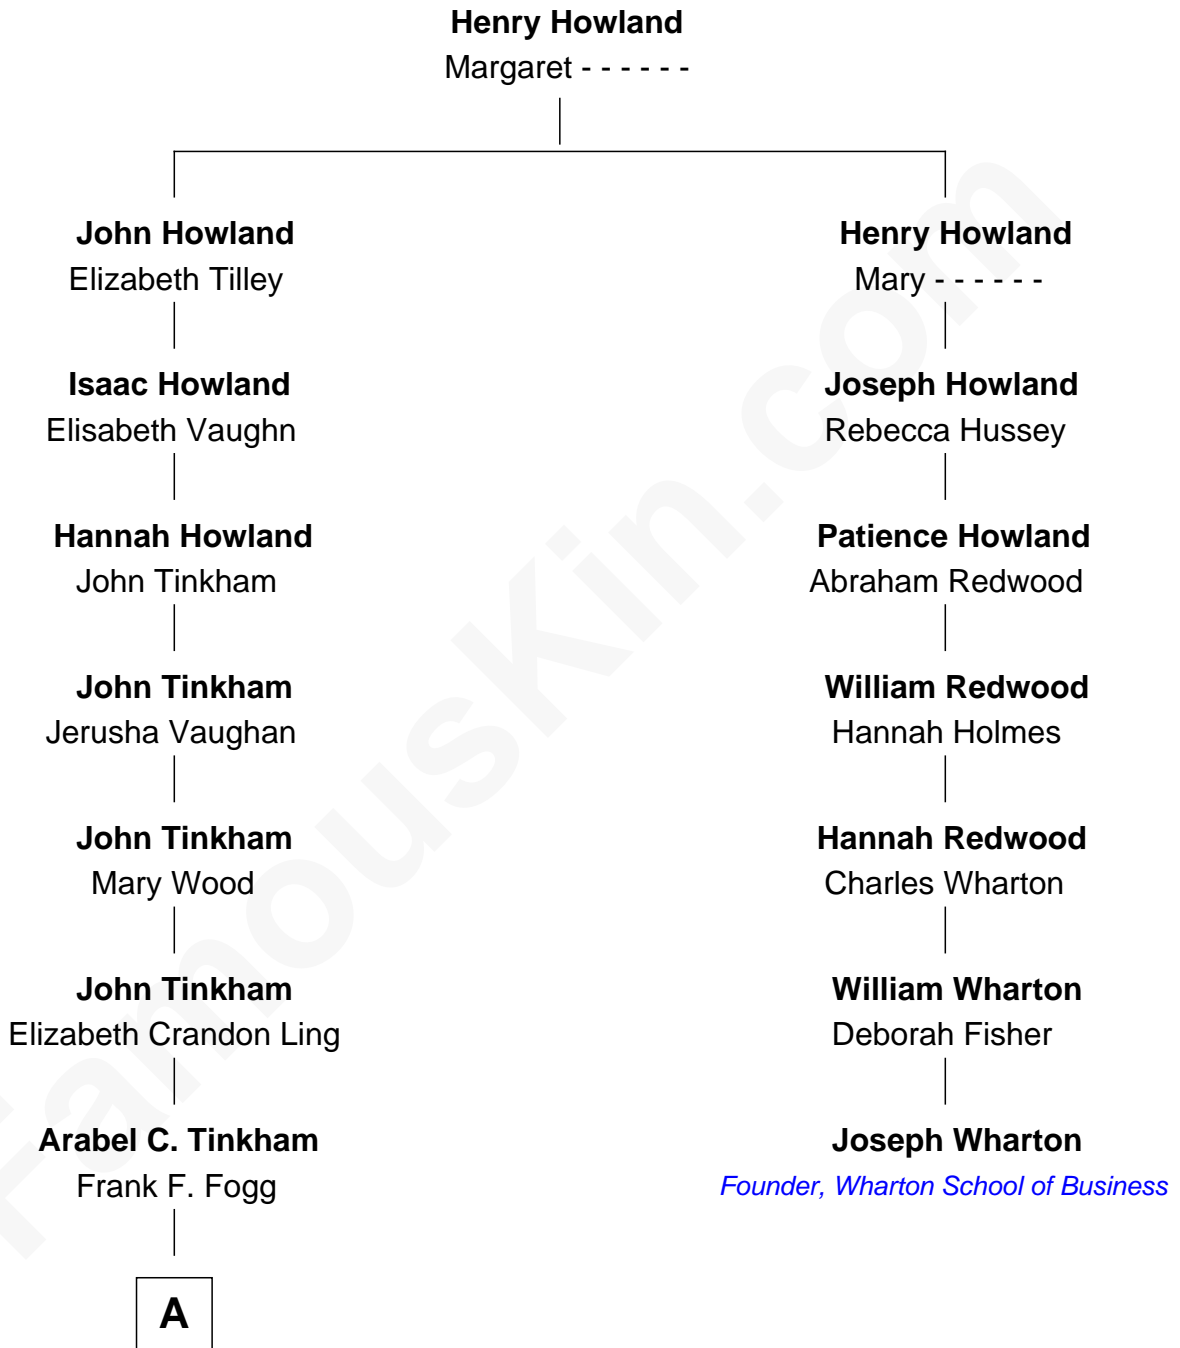 Henry Howland
Margaret - - - - - -
John Howland
Elizabeth Tilley
Henry Howland
Mary - - - - - -
Isaac Howland
Elisabeth Vaughn
Joseph Howland
Rebecca Hussey
Hannah Howland
John Tinkham
Patience Howland
Abraham Redwood
John Tinkham
Jerusha Vaughan
William Redwood
Hannah Holmes
John Tinkham
Mary Wood
Hannah Redwood
Charles Wharton
John Tinkham
Elizabeth Crandon Ling
William Wharton
Deborah Fisher
Arabel C. Tinkham
Frank F. Fogg
Joseph Wharton
Founder, Wharton School of Business
A
FamousKin.com